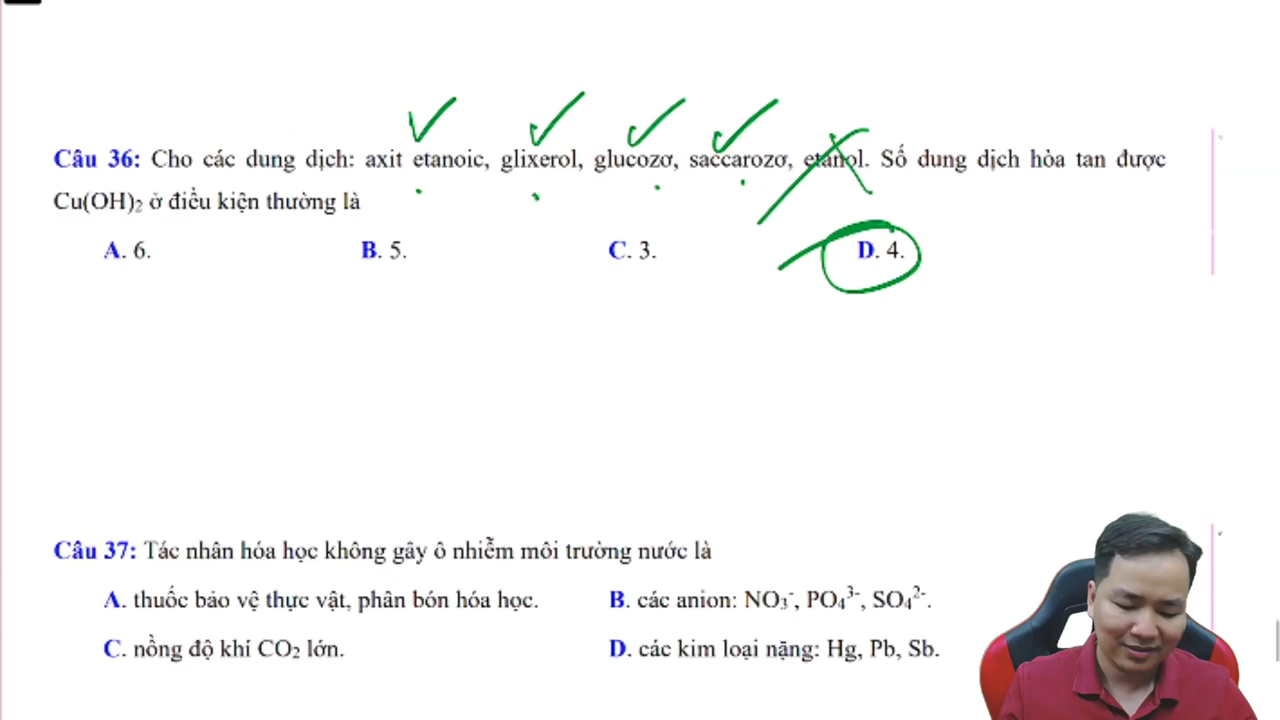 Câu 36: Cho các dung dịch: axit etanoic, glixerol, glucozơ, saccarozơ, etanol. Số dung dịch hòa tan được
Cu(OH)₂ ở điều kiện thường là
A. 6. B. 5. C. 3. D. 4.
Câu 37: Tác nhân hóa học không gây ô nhiễm môi trường nước là
A. thuốc bảo vệ thực vật, phân bón hóa học. B. các anion: NO₃⁻, PO₄³⁻, SO₄²⁻.
C. nồng độ khí CO₂ lớn. D. các kim loại nặng: Hg, Pb, Sb.